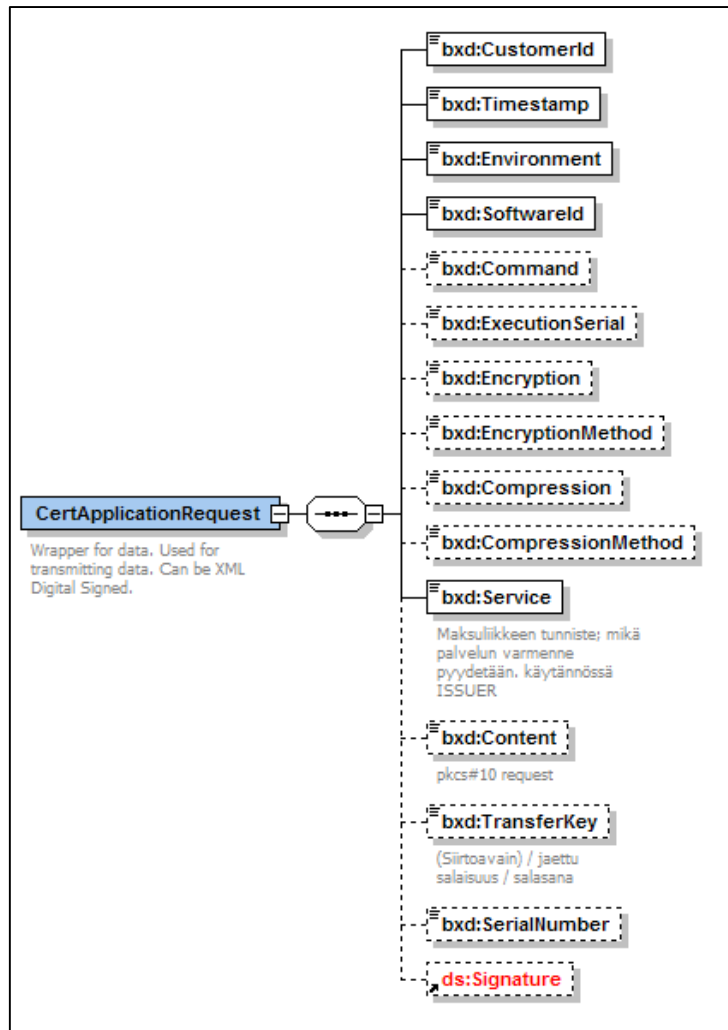 bxd:CustomerId
bxd:Timestamp
bxd:Environment
bxd:SoftwareId
bxd:Command
bxd:ExecutionSerial
bxd:Encryption
bxd:EncryptionMethod
bxd:Compression
CertApplicationRequest
Wrapper for data. Used for
transmitting data. Can be XML
Digital Signed.
bxd:CompressionMethod
bxd:Service
Maksuliikkeen tunniste; mikä
palvelun varmenne
pyydetään. käytännössä
ISSUER
bxd:Content
pkcs#10 request
bxd:TransferKey
(Siirtoavain) / jaettu
salaisuus / salasana
bxd:SerialNumber
ds:Signature